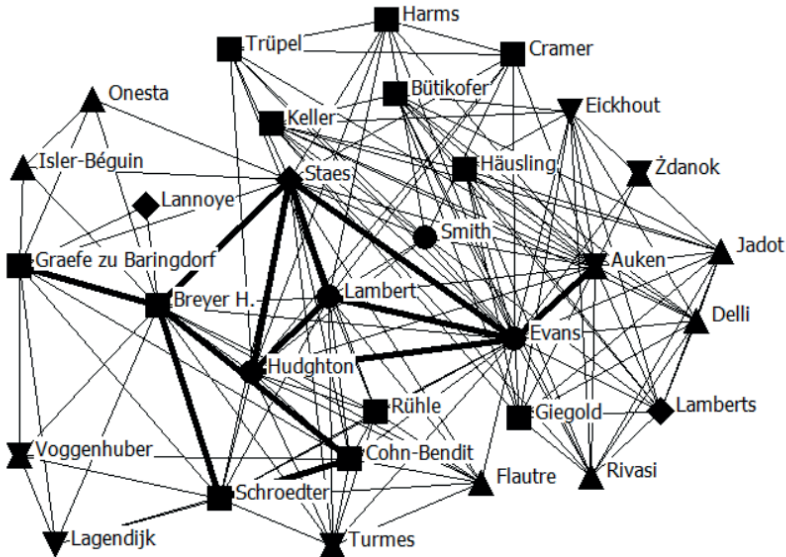 Harms
Trüpel
Cramer
Bütikofer
Onesta
Eickhout
Keller
Isler-Béguin
Häusling
Żdanok
Staes
Lannoye
Smith
Jadot
Graefe zu Baringdorf
Auken
Breyer H.
Lambert
Delli
Evans
Hudghton
Rühle
Giegold
Lamberts
Voggenhuber
Cohn-Bendit
Rivasi
Flautre
Schroedter
Lagendijk
Turmes